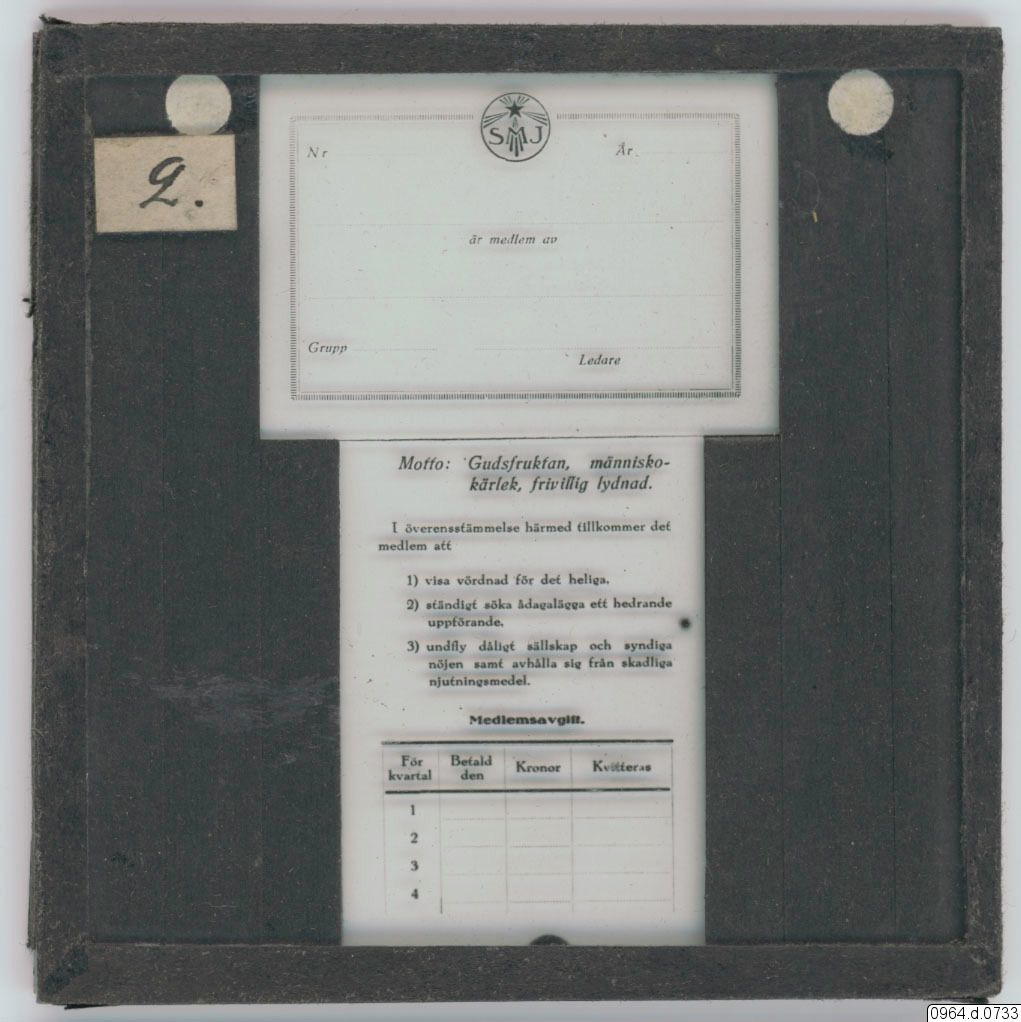 2.
SMJ
Nr År
är medlem av
Grupp
Ledare
Motto: Gudsfruktan, människo-
kärlek, frivillig lydnad.
I överensstämmelse härmed tillkommer det
medlem att
1) visa vördnad för det heliga.
2) ständigt söka ådagalägga ett hedrande
uppförande.
3) undfly dåligt sällskap och syndiga
nöjen samt avhålla sig från skadliga
njutningsmedel.
Medlemsavgift.
För kvartal Betald den Kronor Kvitteras
1
2
3
4
0964.d.0733